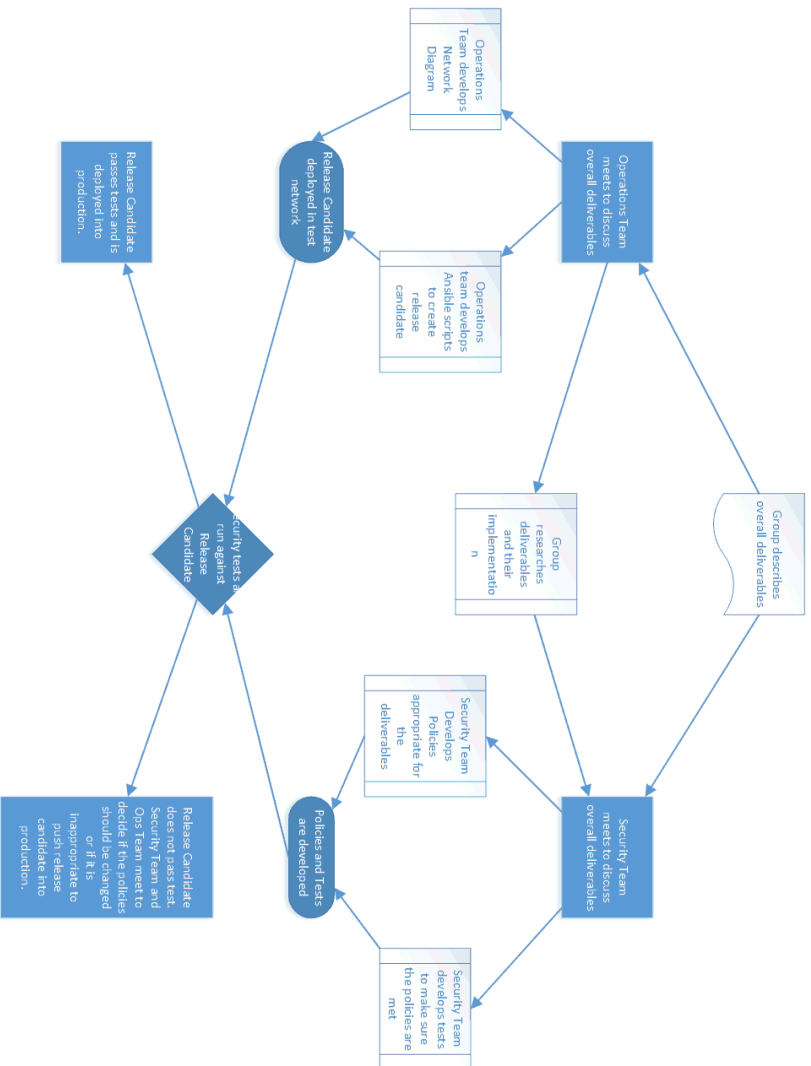 Group describes
overall deliverables
Operations Team
meets to discuss
overall deliverables
Security Team
meets to discuss
overall deliverables
Group
researches
deliverables
and their
implementatio
n
Operations
Team develops
Network
Diagram
Operations
team develops
Ansible scripts
to create
release
candidate
Security Team
Develops
Policies
appropriate for
the
deliverables
Security Team
develops tests
to make sure
the policies are
met
Release Candidate
deployed in test
network
Policies and Tests
are developed
ecurity tests a
run against
Release
Candidate
Release Candidate
passes tests and is
deployed into
production.
Release Candidate
does not pass test.
Security Team and
Ops Team meet to
decide if the policies
should be changed
or if it is
inappropriate to
push release
candidate into
production.